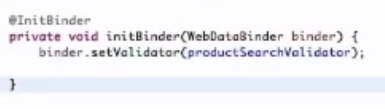 @InitBinder
private void initBinder(WebDataBinder binder) {
    binder.setValidator(productSearchValidator);
}